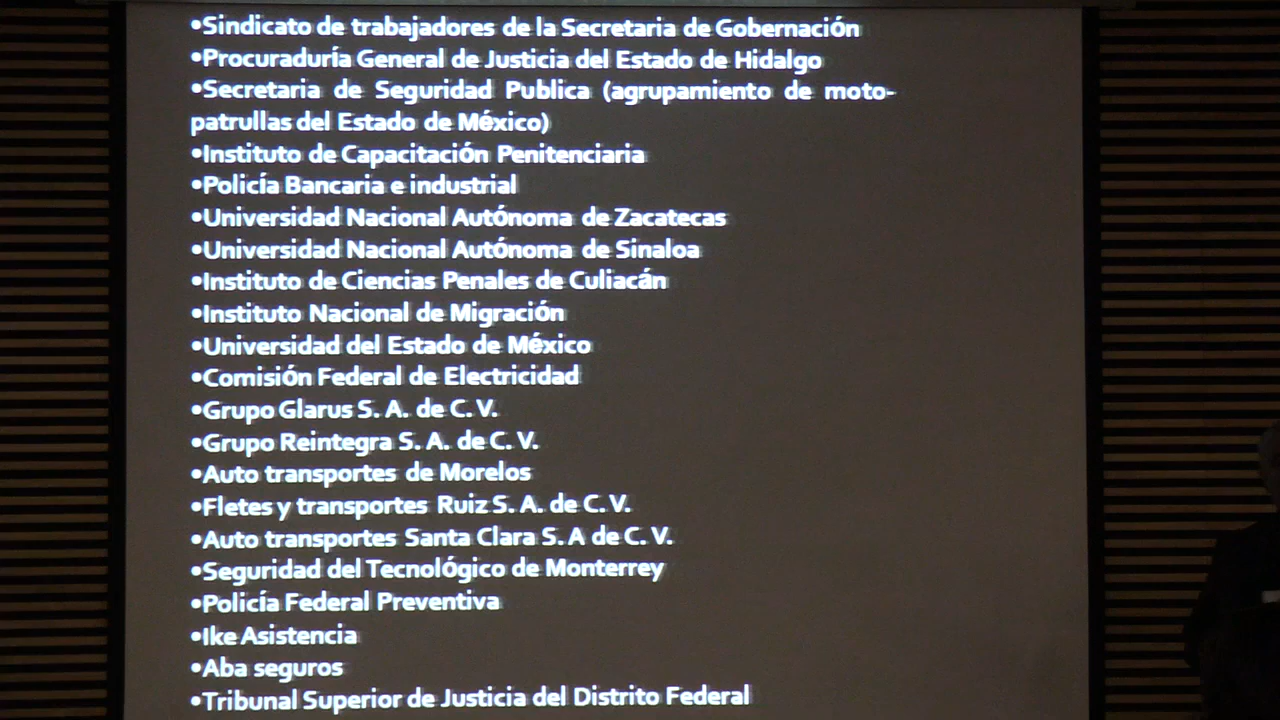 •Sindicato de trabajadores de la Secretaria de Gobernación
•Procuraduría General de Justicia del Estado de Hidalgo
•Secretaria de Seguridad Publica (agrupamiento de moto-
patrullas del Estado de México)
•Instituto de Capacitación Penitenciaria
•Policía Bancaria e industrial
•Universidad Nacional Autónoma de Zacatecas
•Universidad Nacional Autónoma de Sinaloa
•Instituto de Ciencias Penales de Culiacán
•Instituto Nacional de Migración
•Universidad del Estado de México
•Comisión Federal de Electricidad
•Grupo Glarus S. A. de C. V.
•Grupo Reintegra S. A. de C. V.
•Auto transportes de Morelos
•Fletes y transportes Ruiz S. A. de C. V.
•Auto transportes Santa Clara S. A de C. V.
•Seguridad del Tecnológico de Monterrey
•Policía Federal Preventiva
•Ike Asistencia
•Aba seguros
•Tribunal Superior de Justicia del Distrito Federal